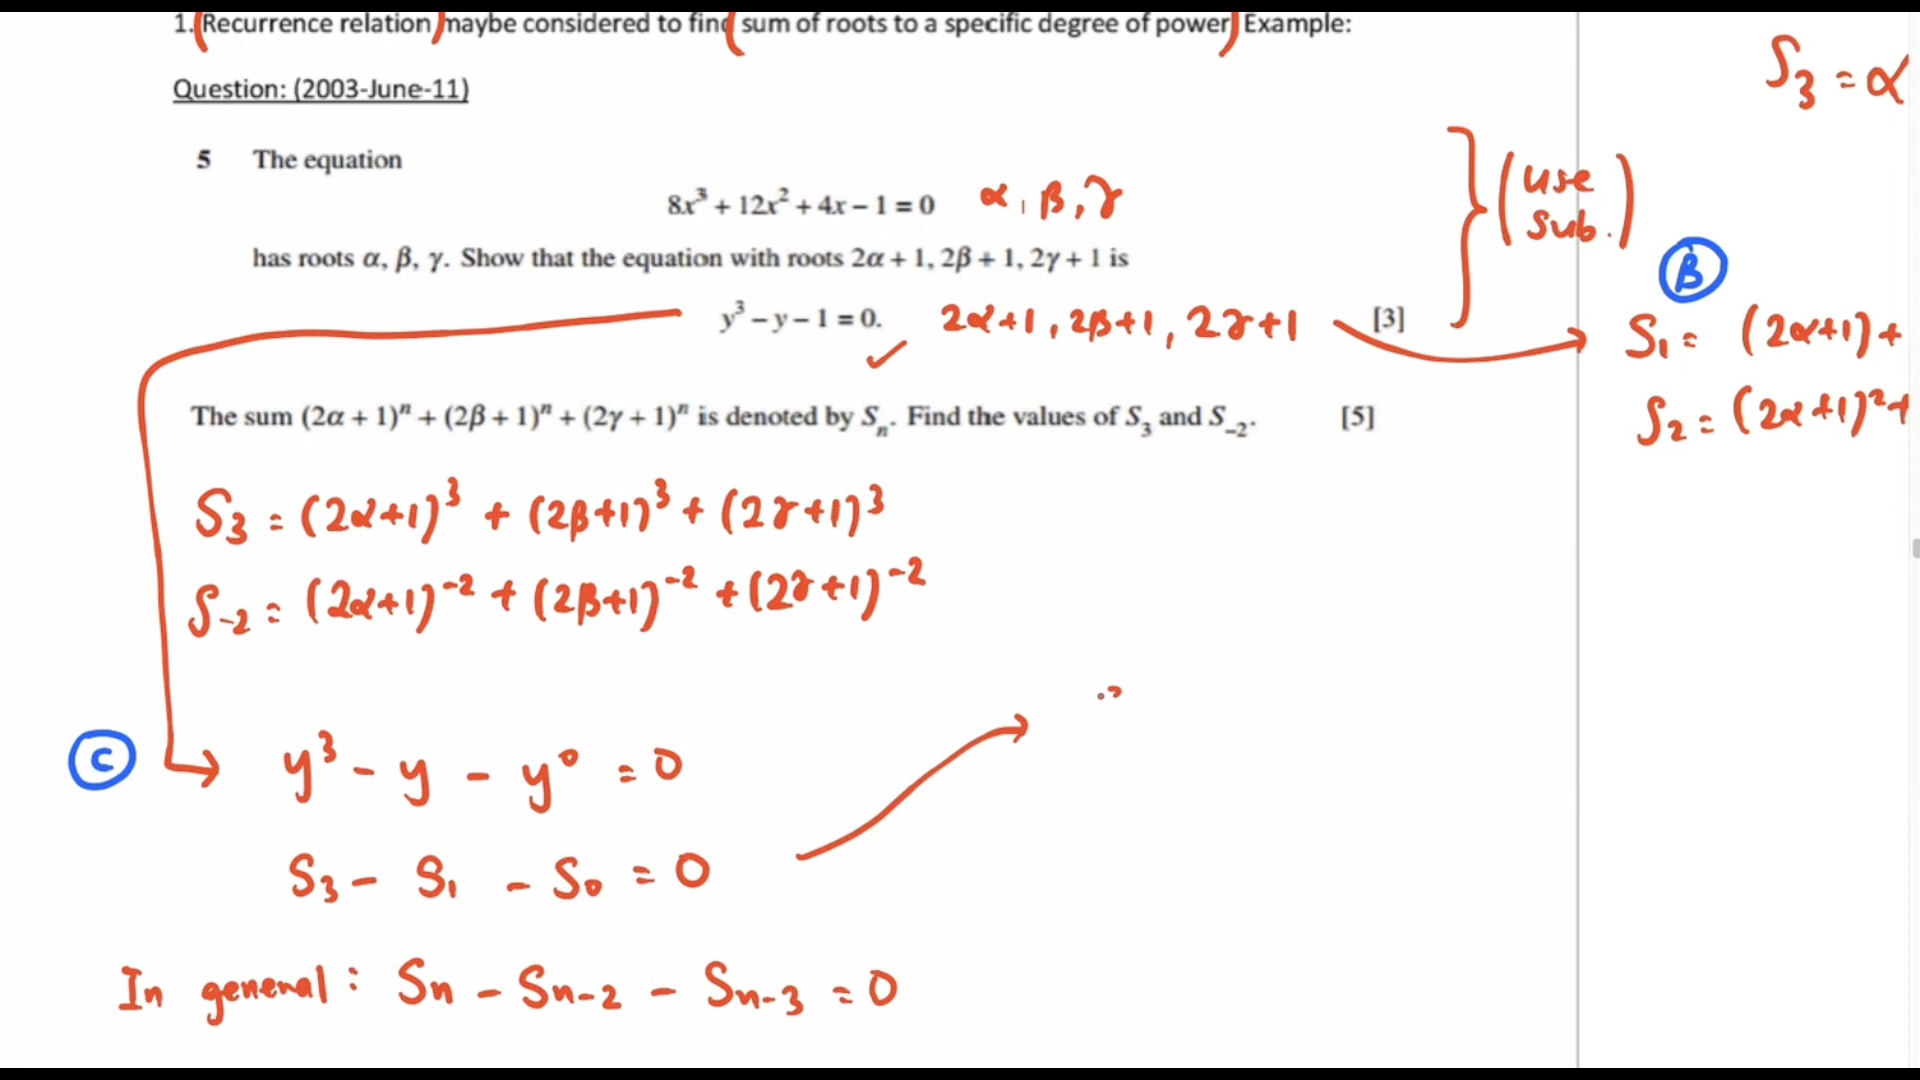 1. (Recurrence relation) maybe considered to find (sum of roots to a specific degree of power) Example:
Question: (2003-June-11)
5 The equation
8x³ + 12x² + 4x – 1 = 0 α, β, γ
has roots α, β, γ. Show that the equation with roots 2α + 1, 2β + 1, 2γ + 1 is
y³ – y – 1 = 0. 2α+1, 2β+1, 2γ+1 [3]
The sum (2α + 1)ⁿ + (2β + 1)ⁿ + (2γ + 1)ⁿ is denoted by Sₙ. Find the values of S₃ and S₋₂. [5]
S₃ = (2α+1)³ + (2β+1)³ + (2γ+1)³
S₋₂ = (2α+1)⁻² + (2β+1)⁻² + (2γ+1)⁻²
C
y³ - y - y⁰ = 0
S₃ - S₁ - S₀ = 0
In general: Sn - Sn-2 - Sn-3 = 0
S₃ = α
(use
sub.)
B
S₁ = (2α+1) +
S₂ = (2α+1)² +